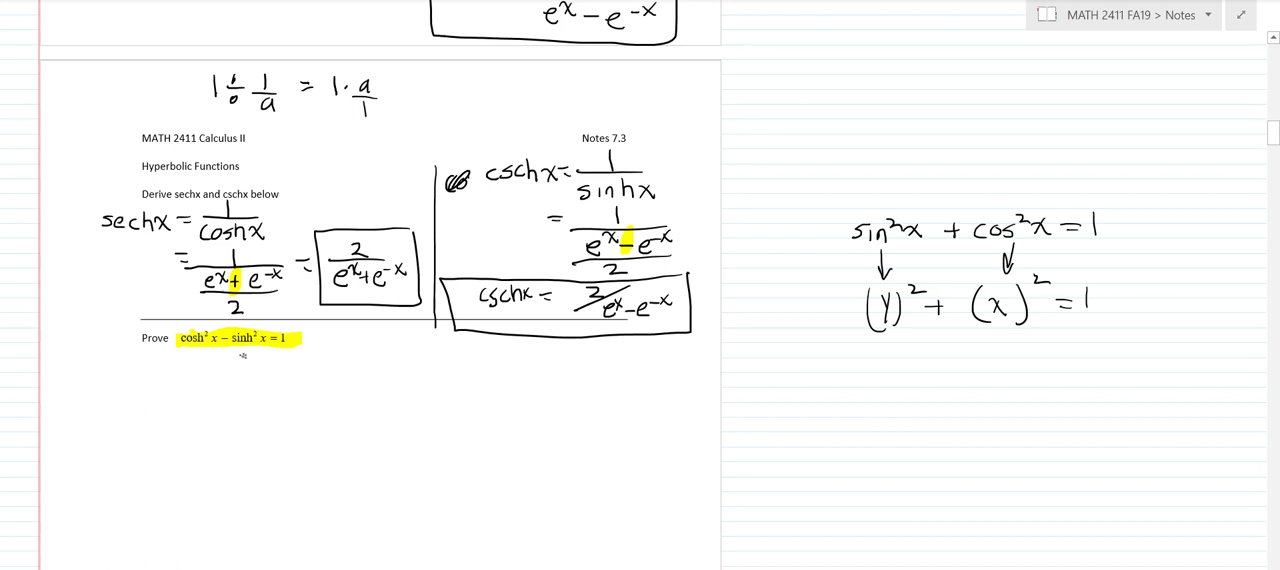 e^x - e^-x
MATH 2411 FA19 > Notes
1 ÷ 1/a = 1 · a/1
MATH 2411 Calculus II
Notes 7.3
Hyperbolic Functions
Derive sechx and cschx below
sechx = 1/coshx
= 1/((e^x + e^-x)/2) = 2/(e^x + e^-x)
cschx = 1/sinhx
= 1/((e^x - e^-x)/2)
cschx = 2/(e^x - e^-x)
Prove cosh² x − sinh² x = 1
sin²x + cos²x = 1
(y)² + (x)² = 1